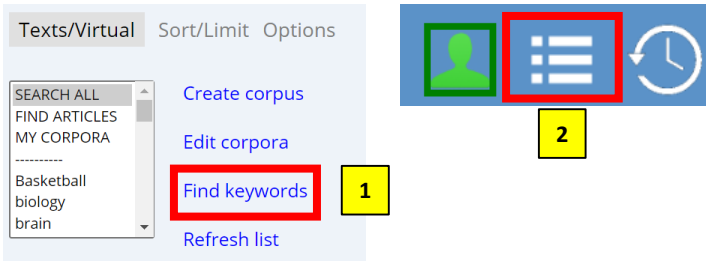 Texts/Virtual Sort/Limit Options
SEARCH ALL
FIND ARTICLES
MY CORPORA
----------
Basketball
biology
brain
Create corpus
Edit corpora
Find keywords
Refresh list
1
2